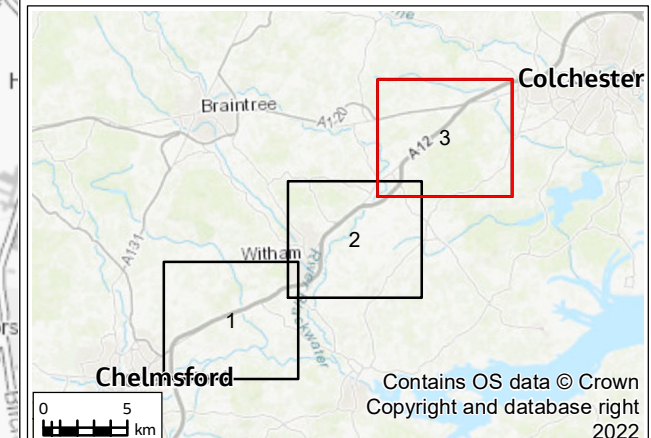 Colchester
Braintree
A120
A12
3
2
A131
Witham
River Blackwater
1
Chelmsford
Contains OS data © Crown
Copyright and database right
2022
0 5
km